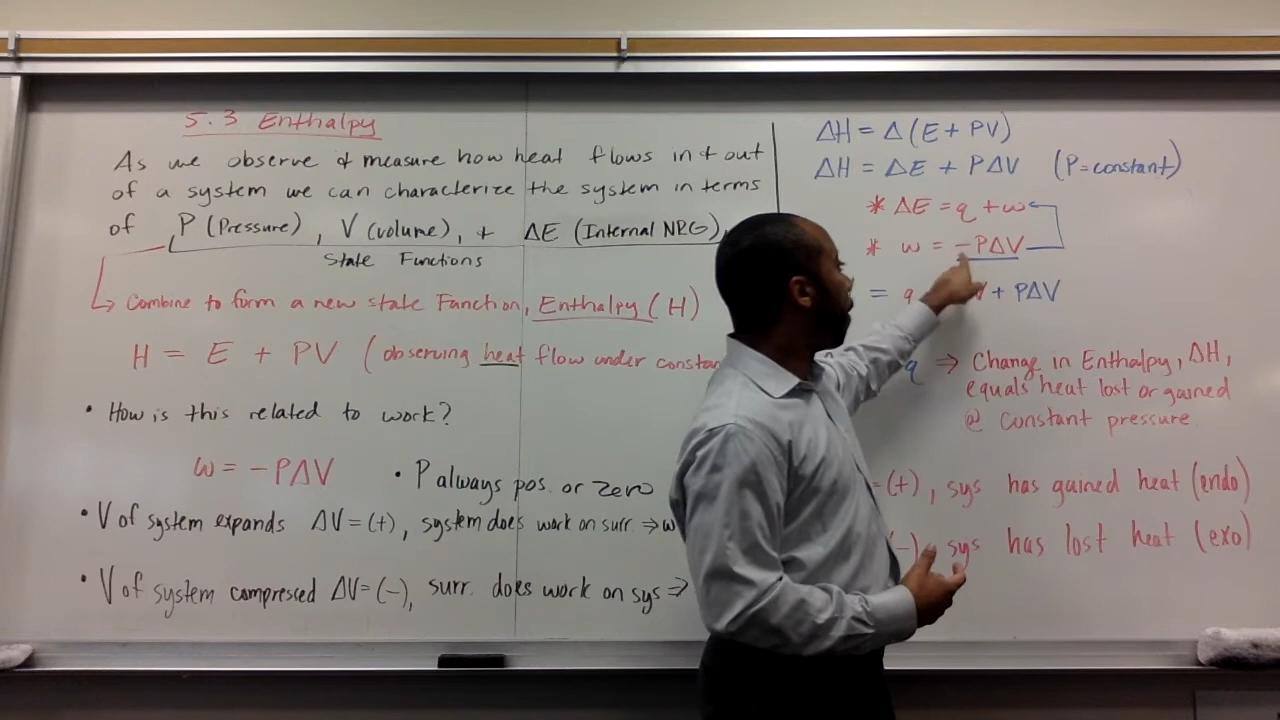 5.3 Enthalpy
As we observe & measure how heat flows in + out
of a system we can characterize the system in terms
of P (Pressure), V (volume), + ΔE (Internal NRG),
State Functions
↳ Combine to form a new state Function, Enthalpy (H)
H = E + PV (observing heat flow under
• How is this related to work?
w = -PΔV • P always pos. or zero
• V of system expands ΔV = (+), system does work on surr. ⇒ w
• V of system compressed ΔV = (-), surr. does work on sys ⇒
ΔH = Δ(E + PV)
ΔH = ΔE + PΔV (P = constant)
* ΔE = q + w
* w = -PΔV
= q + PΔV
q ⇒ Change in Enthalpy, ΔH,
equals heat lost or gained
@ constant pressure
= (+), sys has gained heat (endo)
(-), sys has lost heat (exo)